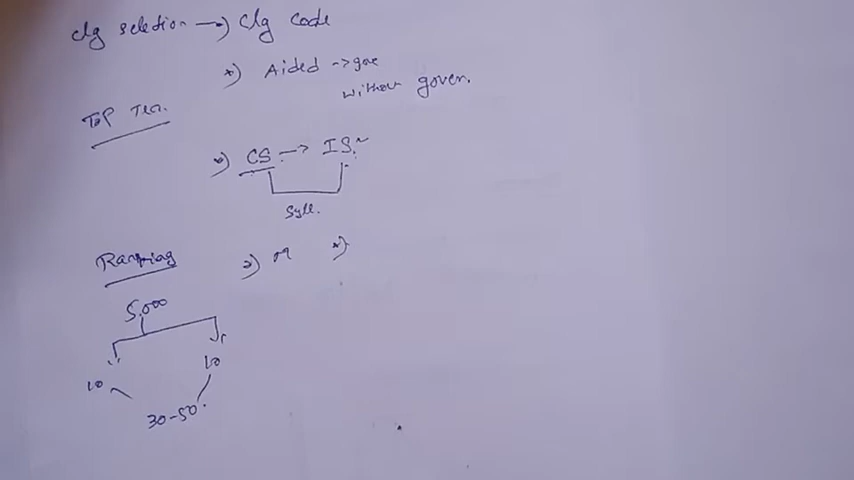 clg selection → clg code
*) Aided → gov
without govern.
Top Ten.
*) CS → IS
Syll.
Ranking
5,000
10 10
30-50